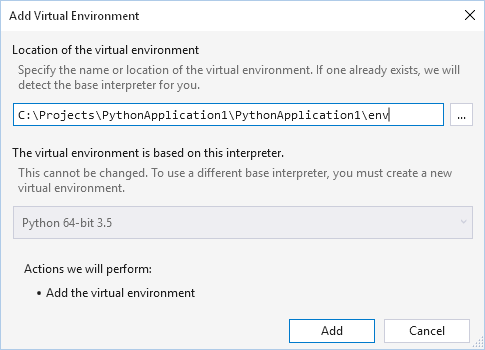 Add Virtual Environment
Location of the virtual environment
Specify the name or location of the virtual environment. If one already exists, we will
detect the base interpreter for you.
C:\Projects\PythonApplication1\PythonApplication1\env
...
The virtual environment is based on this interpreter.
This cannot be changed. To use a different base interpreter, you must create a new
virtual environment.
Python 64-bit 3.5
Actions we will perform:
• Add the virtual environment
Add
Cancel